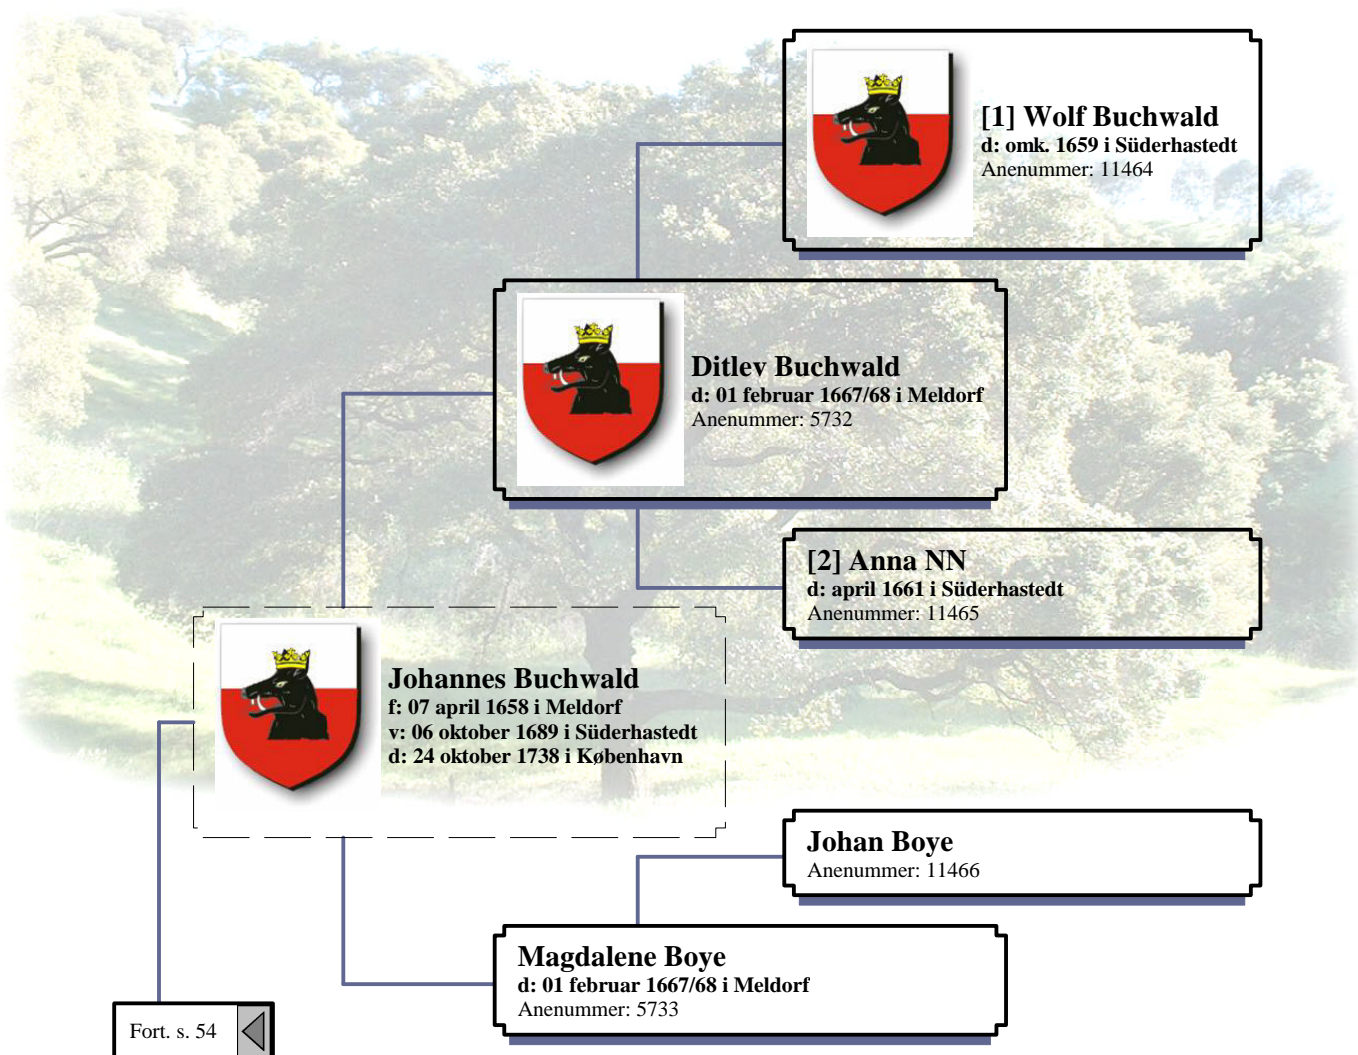 [1] Wolf Buchwald
d: omk. 1659 i Süderhastedt
Anenummer: 11464
Ditlev Buchwald
d: 01 februar 1667/68 i Meldorf
Anenummer: 5732
[2] Anna NN
d: april 1661 i Süderhastedt
Anenummer: 11465
Johannes Buchwald
f: 07 april 1658 i Meldorf
v: 06 oktober 1689 i Süderhastedt
d: 24 oktober 1738 i København
Johan Boye
Anenummer: 11466
Magdalene Boye
d: 01 februar 1667/68 i Meldorf
Anenummer: 5733
Fort. s. 54